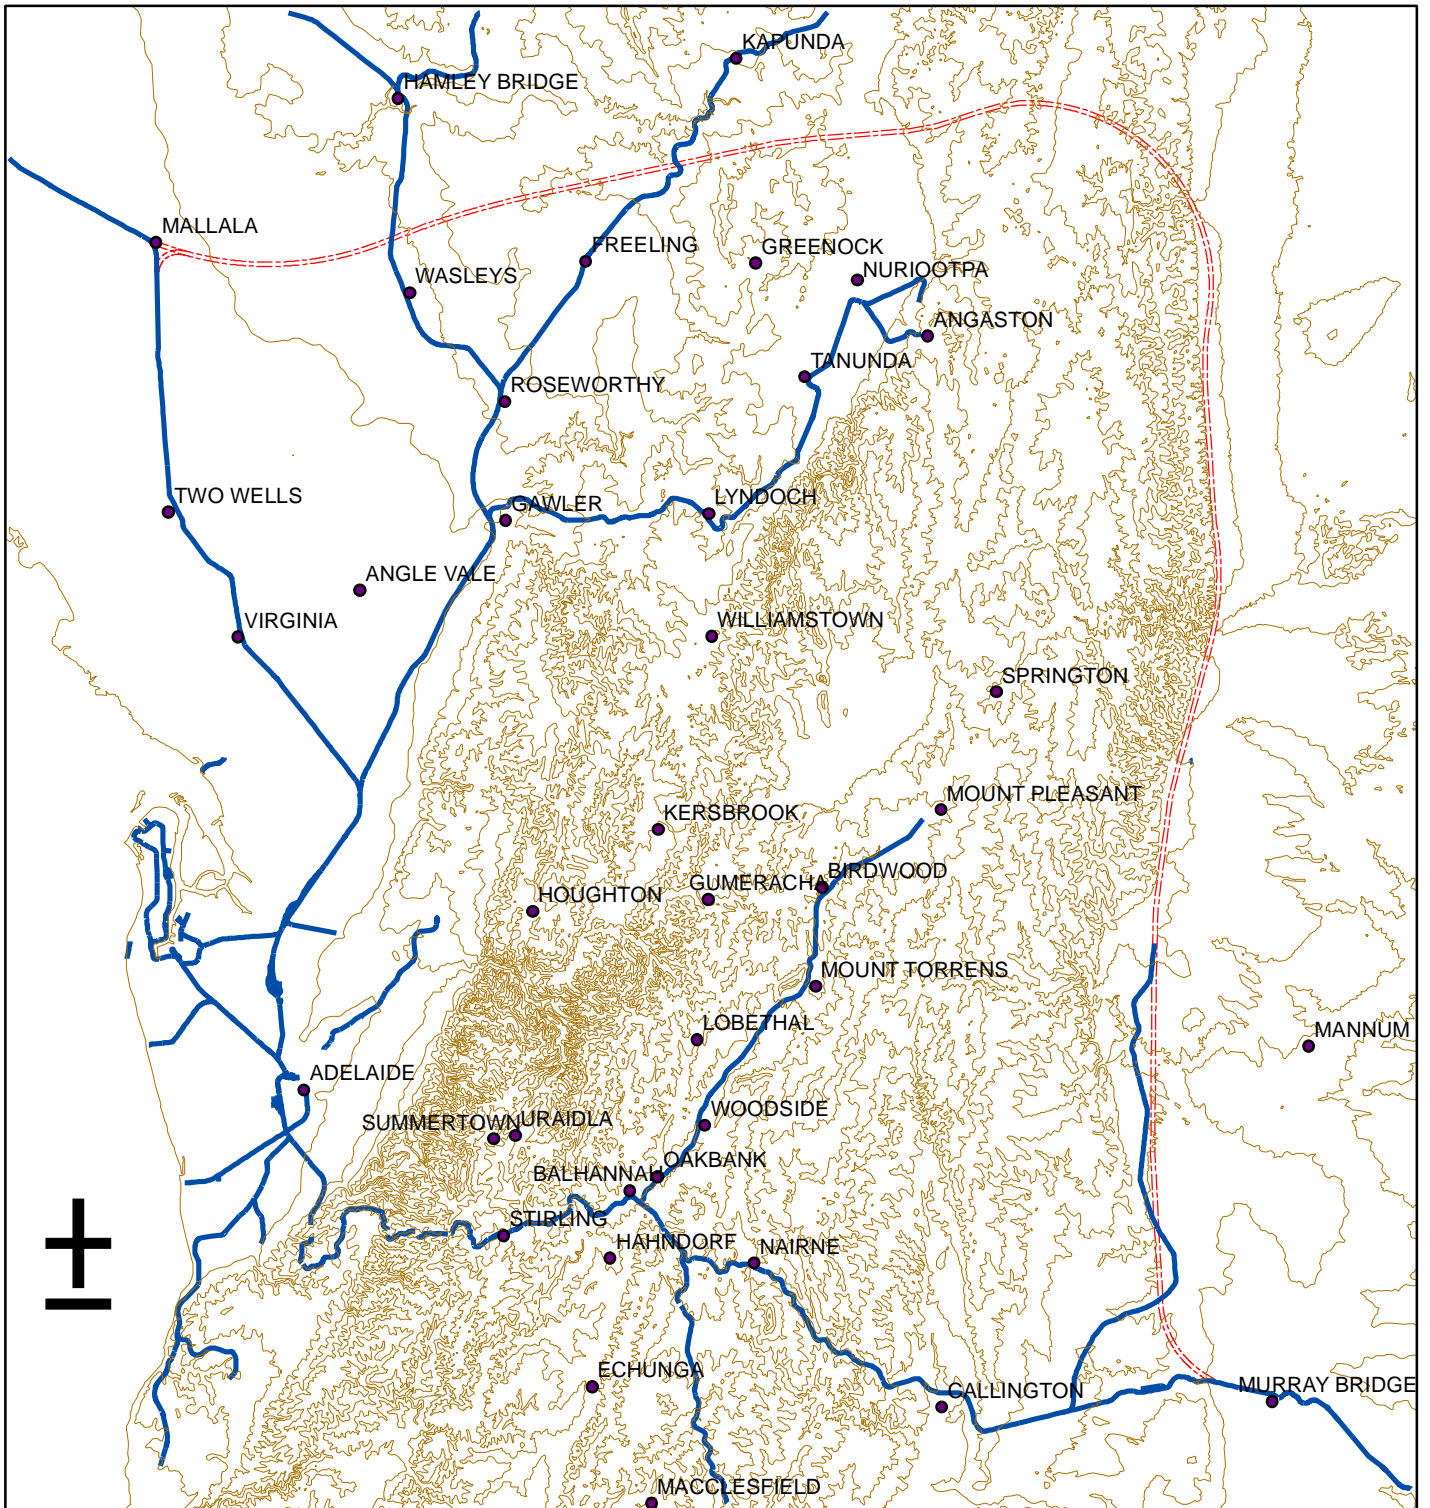 KAPUNDA
HAMLEY BRIDGE
MALLALA
FREELING
GREENOCK
NURIOOTPA
WASLEYS
ANGASTON
TANUNDA
ROSEWORTHY
TWO WELLS
GAWLER
LYNDOCH
ANGLE VALE
VIRGINIA
WILLIAMSTOWN
SPRINGTON
MOUNT PLEASANT
KERSBROOK
BIRDWOOD
GUMERACHA
HOUGHTON
MOUNT TORRENS
LOBETHAL
MANNUM
ADELAIDE
WOODSIDE
SUMMERTOWN
URAIDLA
OAKBANK
BALHANNAH
STIRLING
HAHNDORF
NAIRNE
ECHUNGA
CALLINGTON
MURRAY BRIDGE
MACCLESFIELD